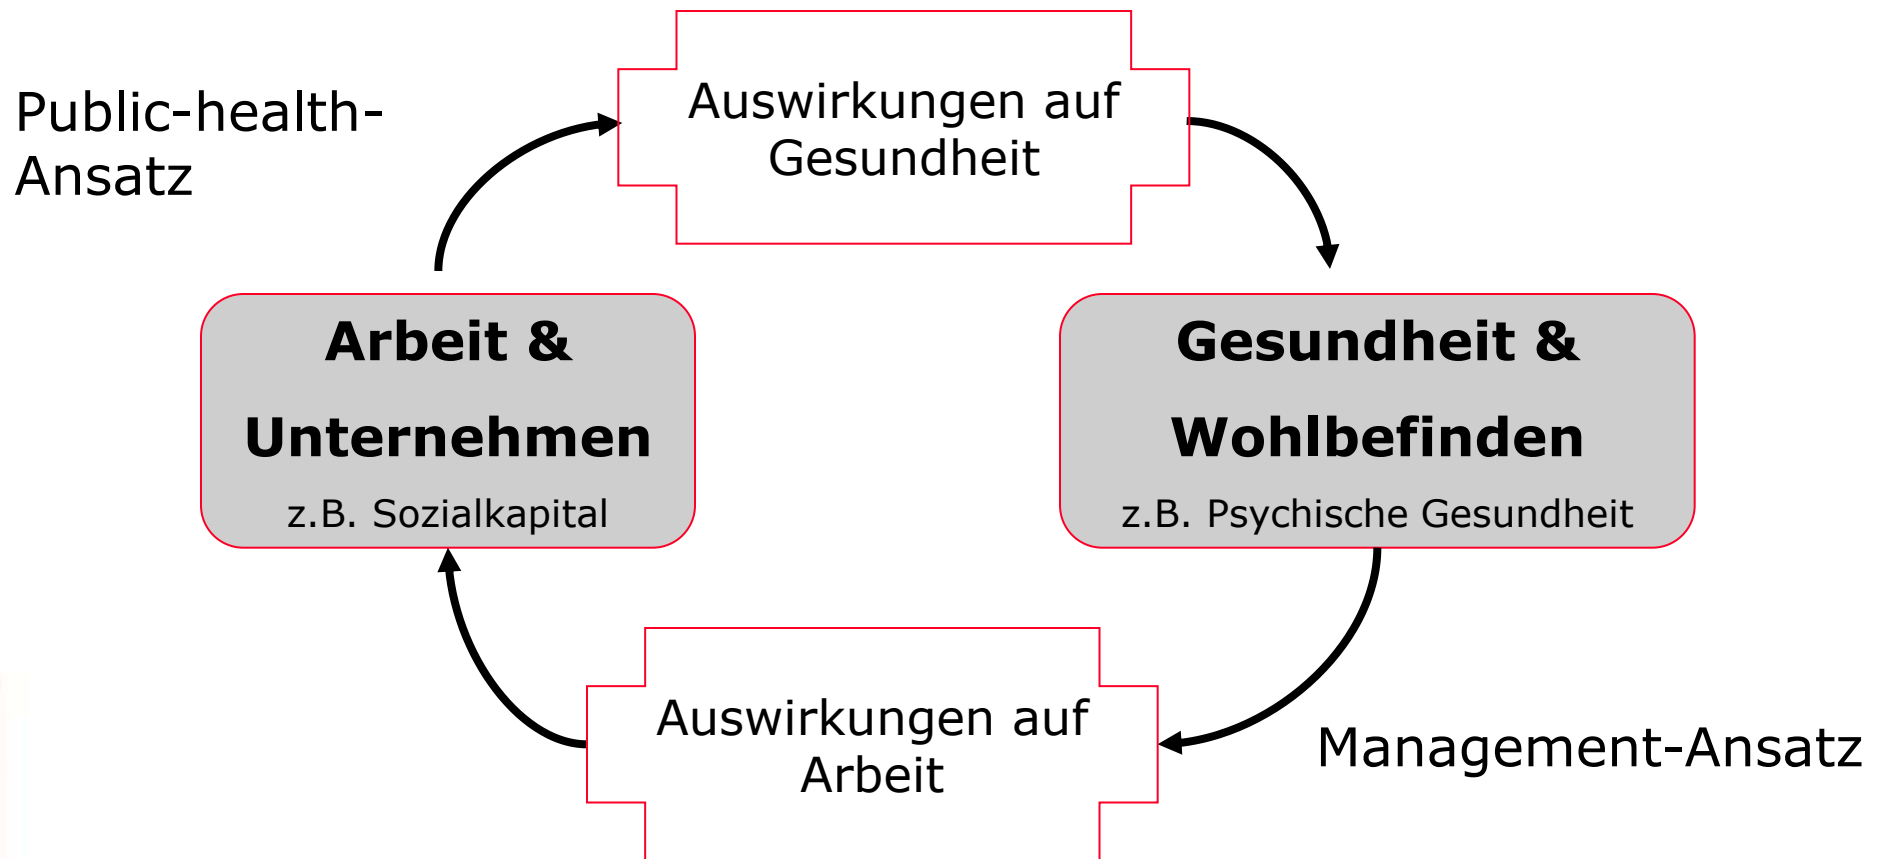 Public-health-
Ansatz
Auswirkungen auf
Gesundheit
Arbeit &
Unternehmen
z.B. Sozialkapital
Gesundheit &
Wohlbefinden
z.B. Psychische Gesundheit
Auswirkungen auf
Arbeit
Management-Ansatz